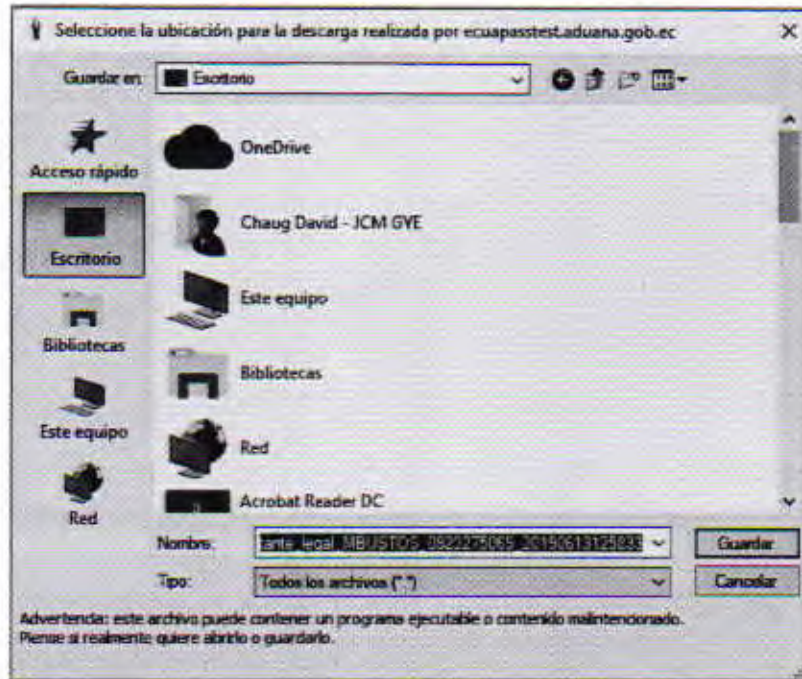 Seleccione la ubicación para la descarga realizada por ecuapasstest.aduana.gob.ec
Guardar en: Escritorio
Acceso rápido
Escritorio
Bibliotecas
Este equipo
Red
OneDrive
Chaug David - JCM GYE
Este equipo
Bibliotecas
Red
Acrobat Reader DC
Nombre: ante_legal_MBUSTOS
Guardar
Tipo: Todos los archivos (*.*)
Cancelar
Advertencia: este archivo puede contener un programa ejecutable o contenido malintencionado.
Piense si realmente quiere abrirlo o guardarlo.